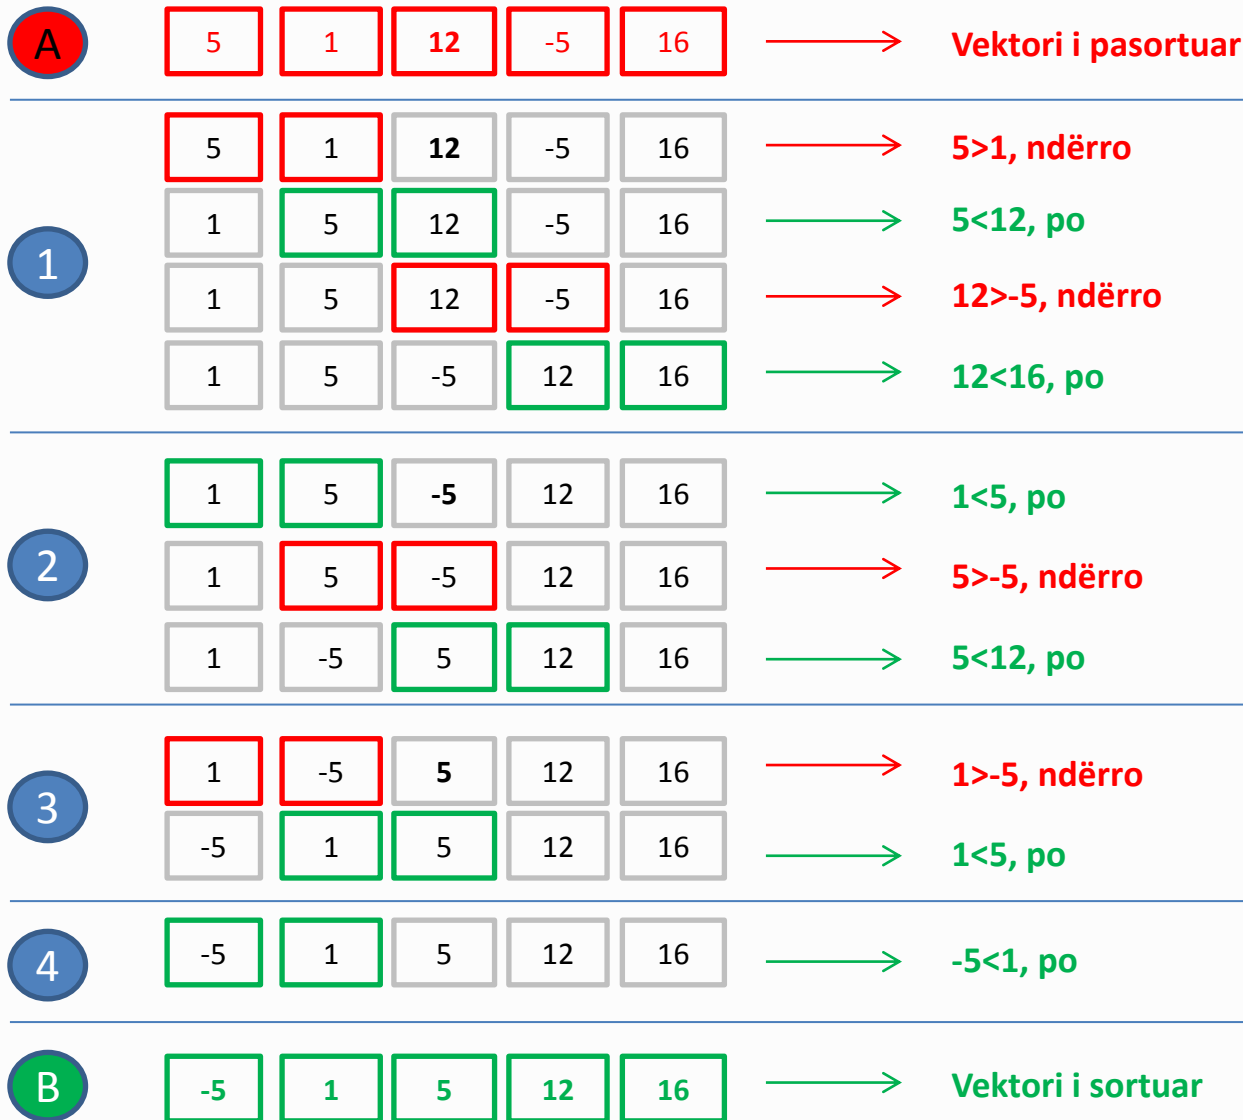 A 5 1 12 -5 16 Vektori i pasortuar
5 1 12 -5 16 5>1, ndërro
1 5 12 -5 16 5<12, po
1
1 5 12 -5 16 12>-5, ndërro
1 5 -5 12 16 12<16, po
1 5 -5 12 16 1<5, po
2 1 5 -5 12 16 5>-5, ndërro
1 -5 5 12 16 5<12, po
1 -5 5 12 16 1>-5, ndërro
3
-5 1 5 12 16 1<5, po
4 -5 1 5 12 16 -5<1, po
B -5 1 5 12 16 Vektori i sortuar